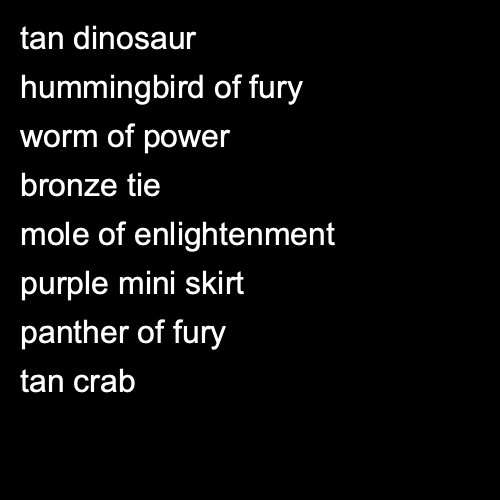 tan dinosaur
hummingbird of fury
worm of power
bronze tie
mole of enlightenment
purple mini skirt
panther of fury
tan crab